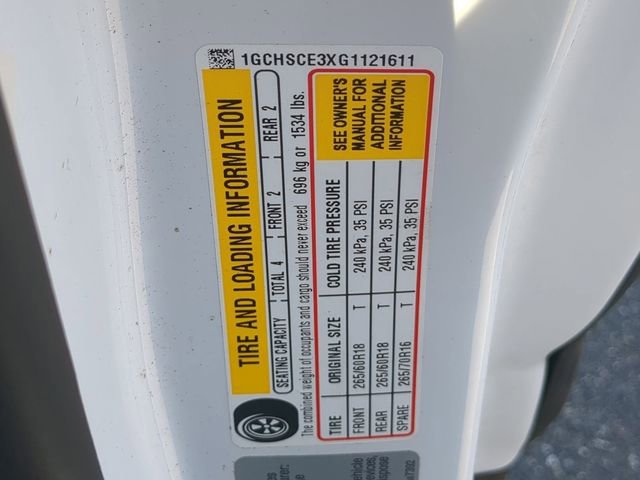 1GCHSCE3XG1121611
TIRE AND LOADING INFORMATION
SEATING CAPACITY TOTAL 4 FRONT 2 REAR 2
The combined weight of occupants and cargo should never exceed 696 kg or 1534 lbs.
TIRE ORIGINAL SIZE COLD TIRE PRESSURE
FRONT 265/60R18 T 240 kPa, 35 PSI
REAR 265/60R18 T 240 kPa, 35 PSI
SPARE 265/70R16 T 240 kPa, 35 PSI
SEE OWNER'S
MANUAL FOR
ADDITIONAL
INFORMATION
vehicle
devices,
dispose